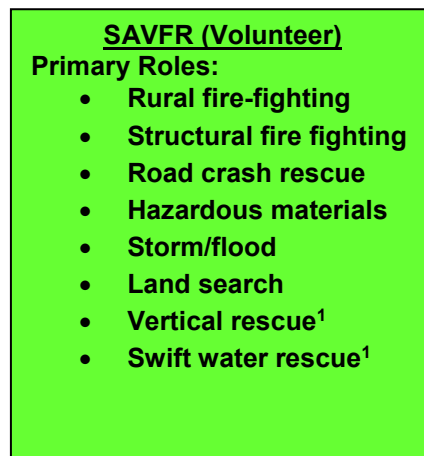 SAVFR (Volunteer)
Primary Roles:
• Rural fire-fighting
• Structural fire fighting
• Road crash rescue
• Hazardous materials
• Storm/flood
• Land search
• Vertical rescue¹
• Swift water rescue¹